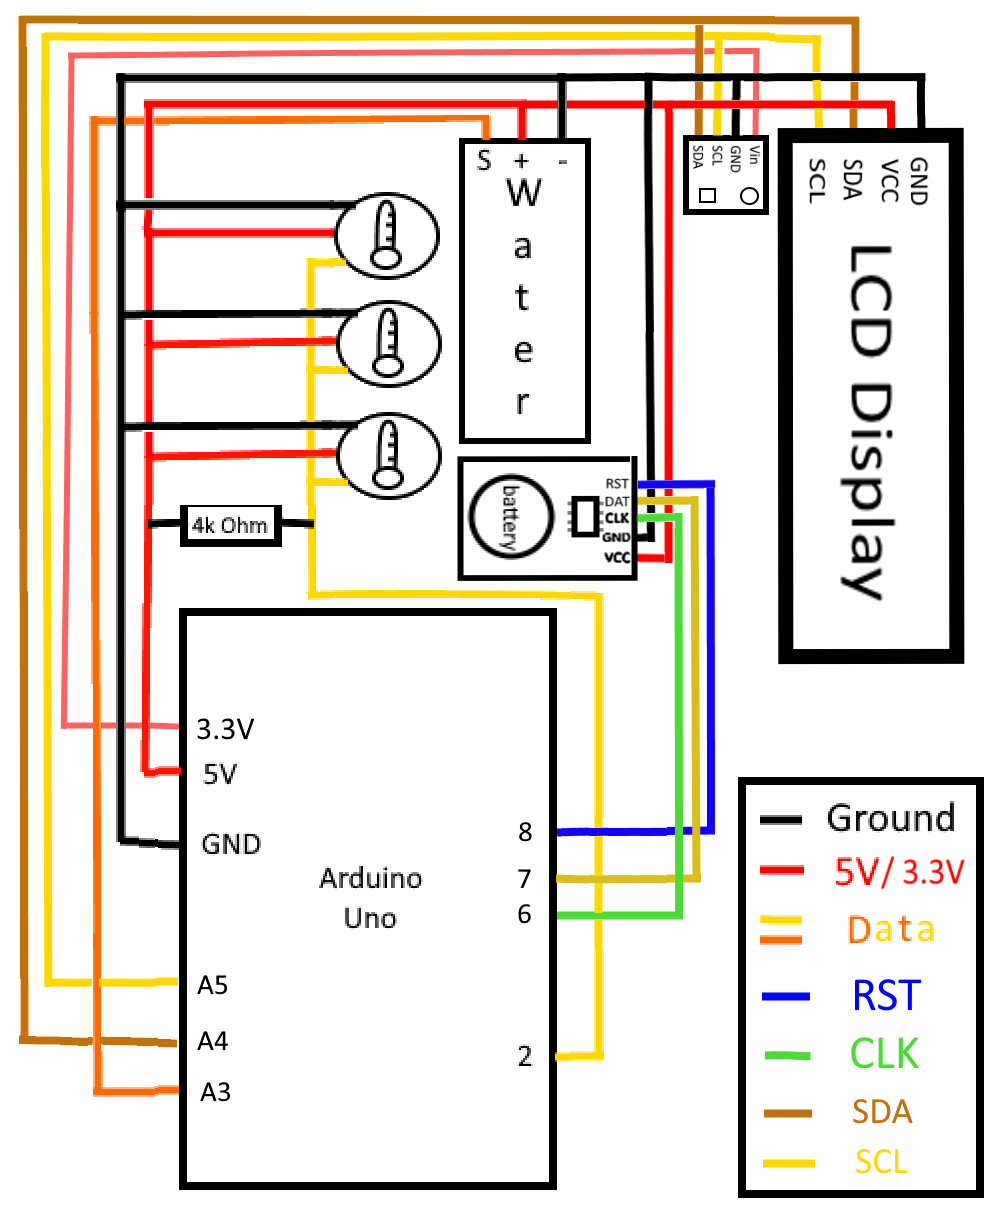 S + -
W
a
t
e
r
SDA
SCL
GND
Vin
SCL
SDA
VCC
GND
LCD Display
battery
RST
DAT
CLK
GND
VCC
4k Ohm
3.3V
5V
GND
Arduino
Uno
A5
A4
A3
8
7
6
2
Ground
5V/ 3.3V
Data
RST
CLK
SDA
SCL